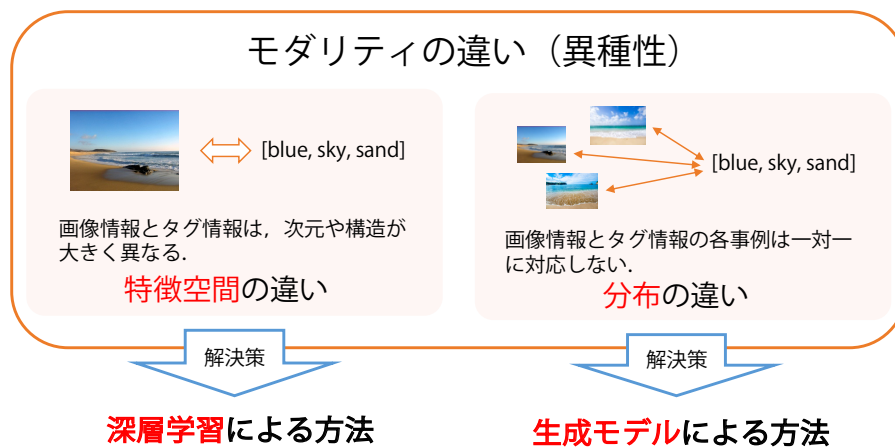 モダリティの違い（異種性）
[blue, sky, sand]
画像情報とタグ情報は，次元や構造が
大きく異なる．
特徴空間の違い
[blue, sky, sand]
画像情報とタグ情報の各事例は一対一
に対応しない．
分布の違い
解決策
解決策
深層学習による方法
生成モデルによる方法